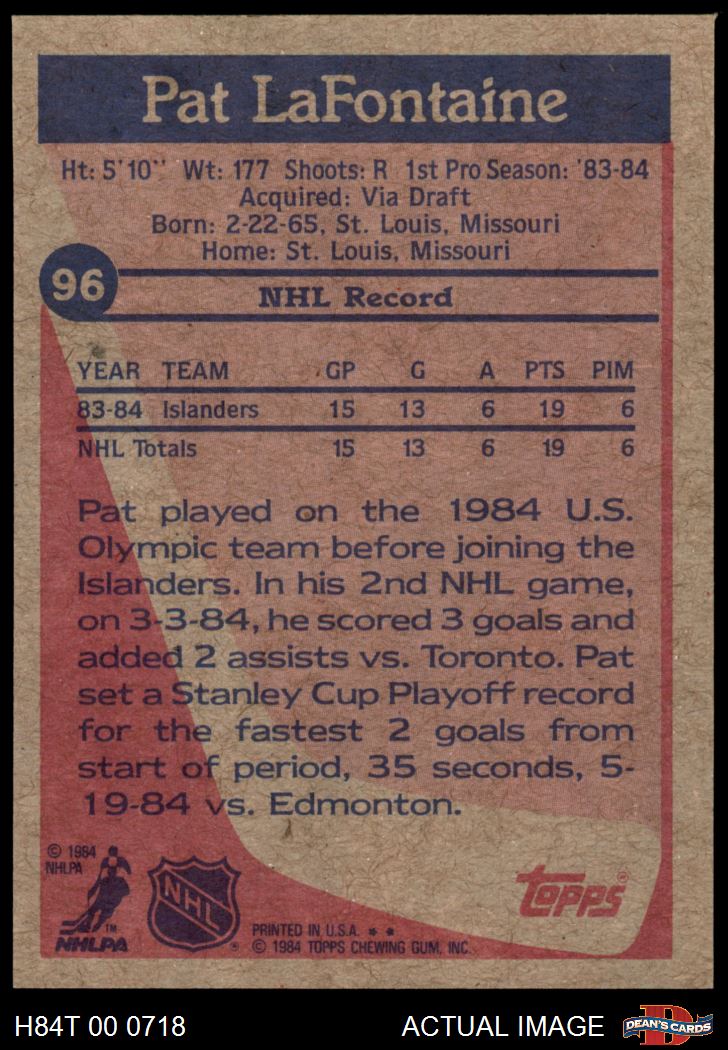 Pat LaFontaine
Ht: 5'10" Wt: 177 Shoots: R 1st Pro Season: '83-84
Acquired: Via Draft
Born: 2-22-65, St. Louis, Missouri
Home: St. Louis, Missouri
96
NHL Record
YEAR TEAM GP G A PTS PIM
83-84 Islanders 15 13 6 19 6
NHL Totals 15 13 6 19 6
Pat played on the 1984 U.S.
Olympic team before joining the
Islanders. In his 2nd NHL game,
on 3-3-84, he scored 3 goals and
added 2 assists vs. Toronto. Pat
set a Stanley Cup Playoff record
for the fastest 2 goals from
start of period, 35 seconds, 5-
19-84 vs. Edmonton.
© 1984
NHLPA
TM
NHLPA
NHL
®
topps®
PRINTED IN U.S.A. * *
© 1984 TOPPS CHEWING GUM, INC.
H84T 00 0718
ACTUAL IMAGE
D
DEAN'S CARDS